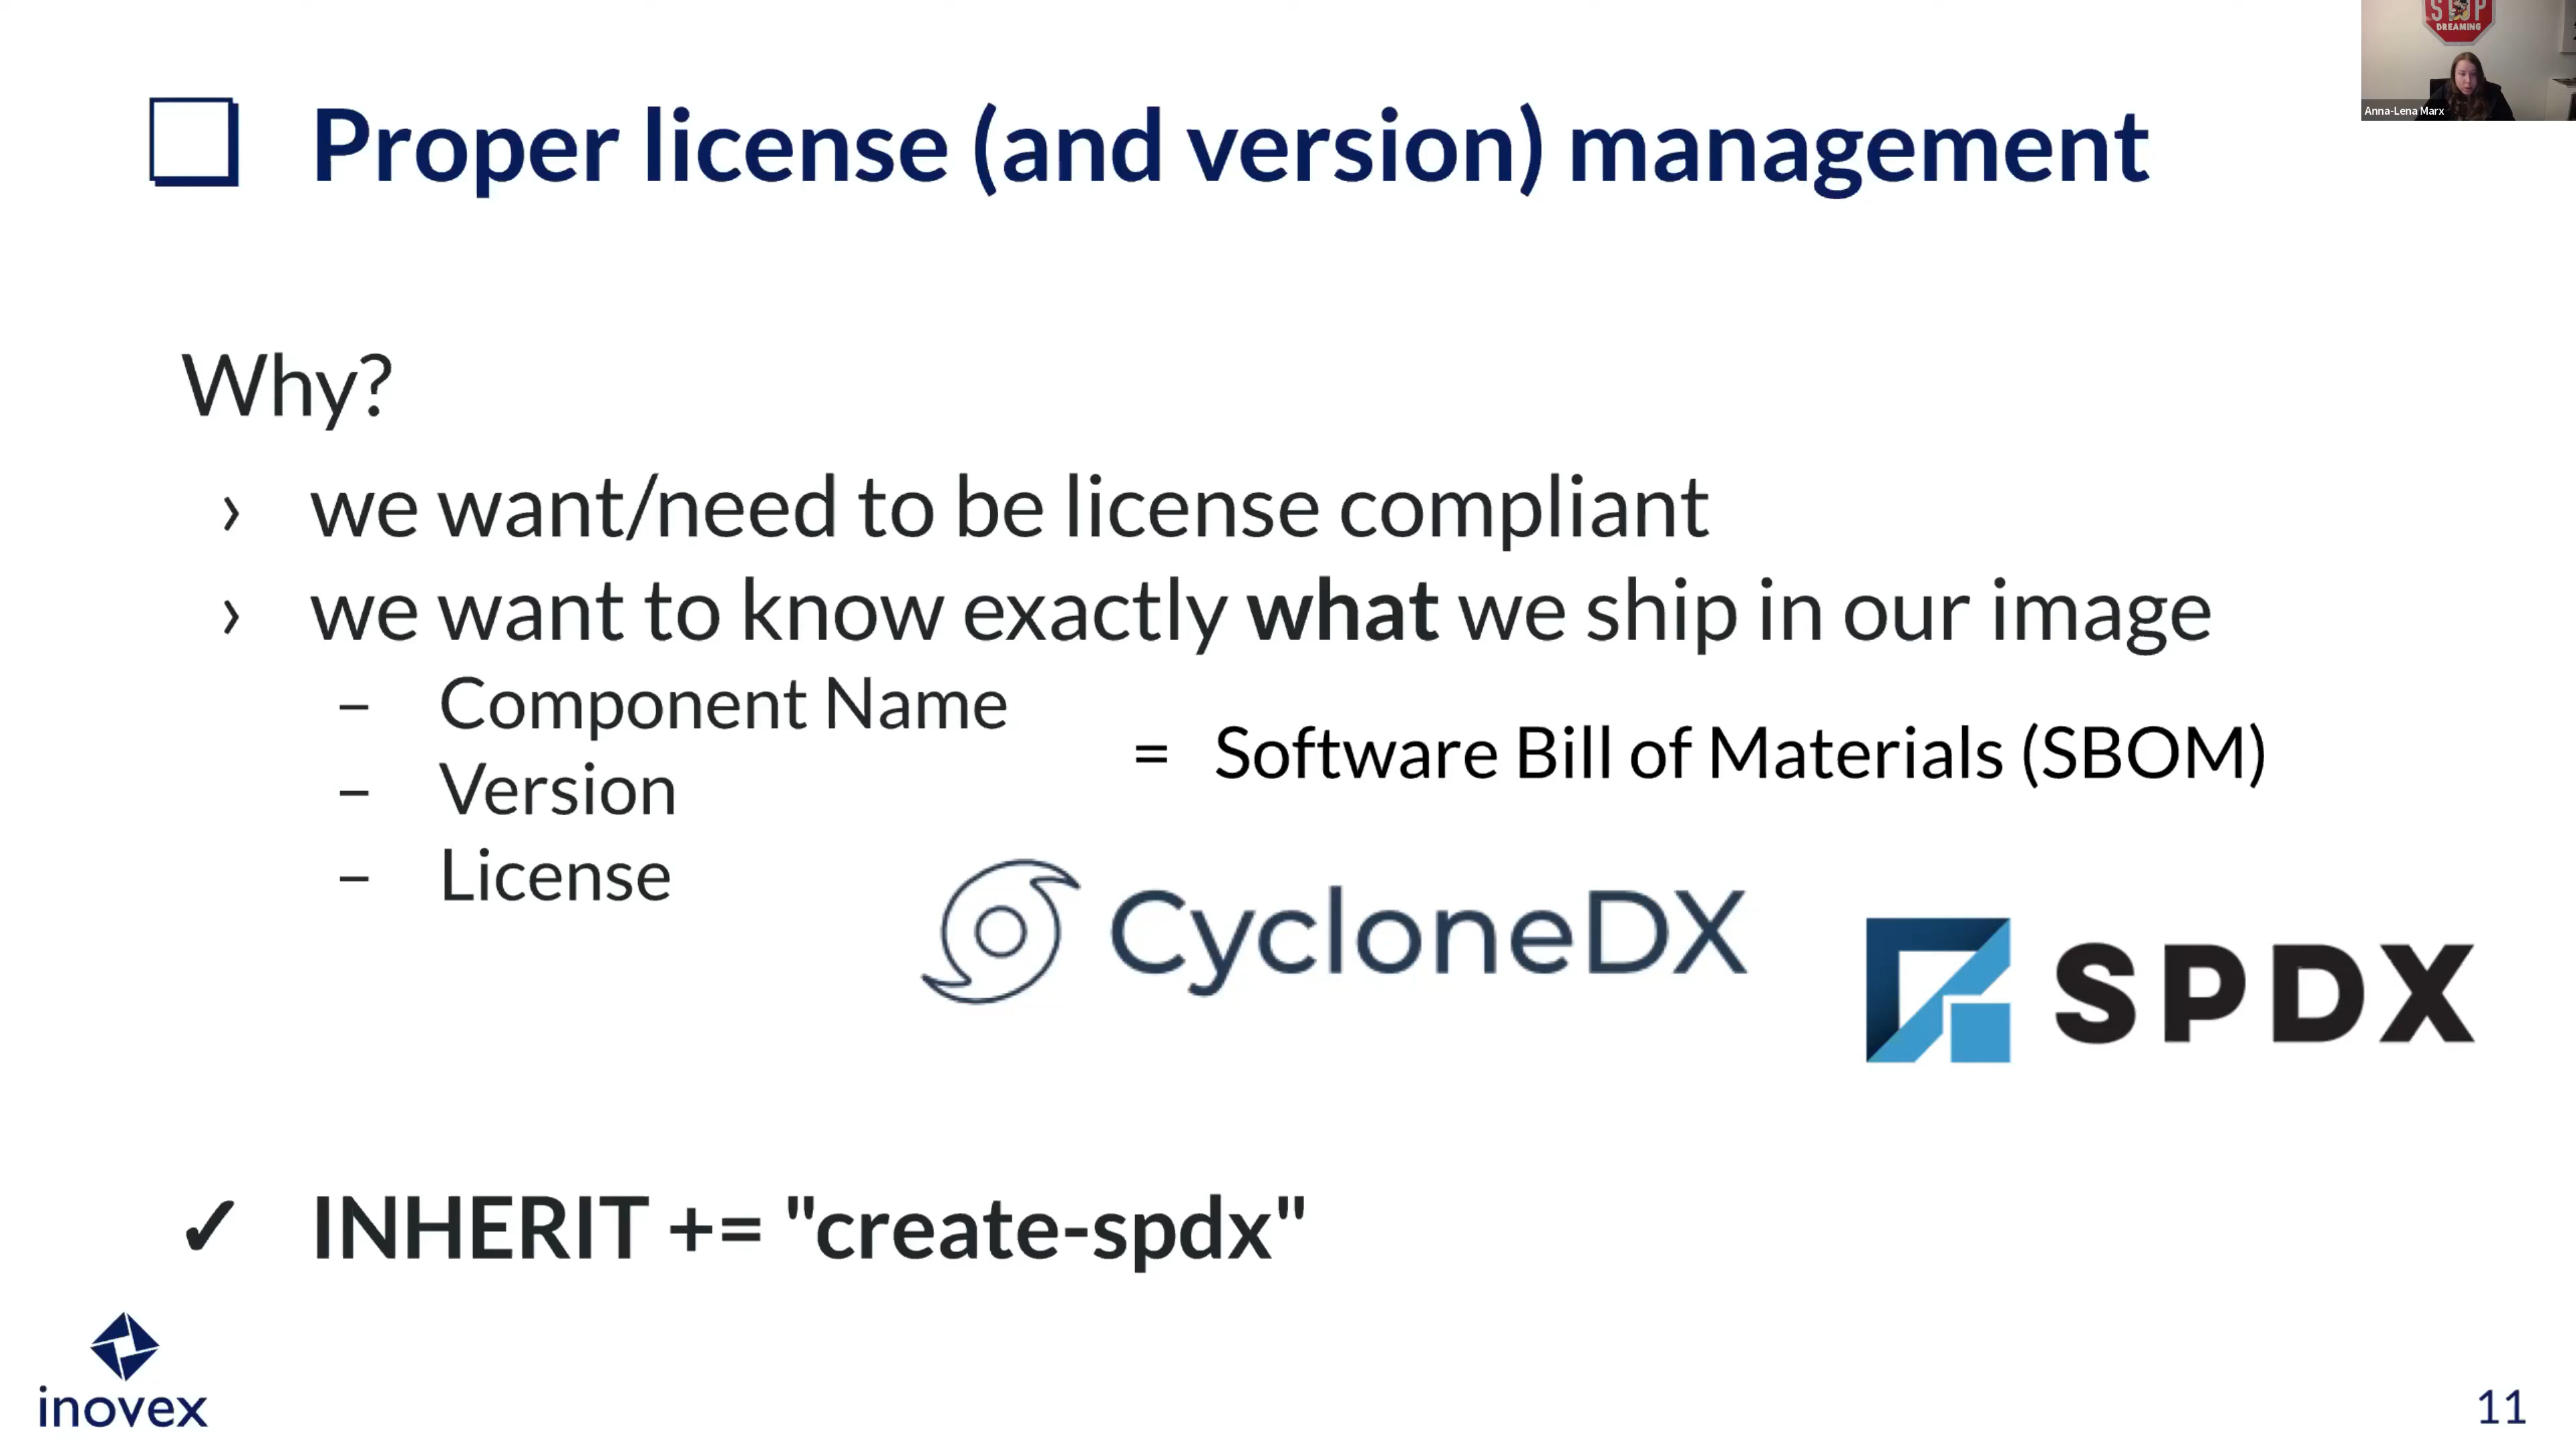 STOP
DREAMING
Anna-Lena Marx
❏ Proper license (and version) management
Why?
› we want/need to be license compliant
› we want to know exactly what we ship in our image
– Component Name
– Version
– License
= Software Bill of Materials (SBOM)
CycloneDX
SPDX
✓ INHERIT += "create-spdx"
inovex
11